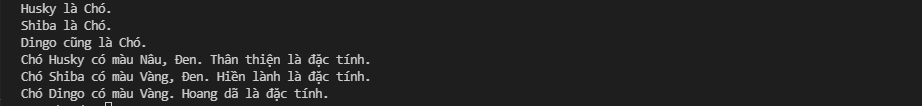 Husky là Chó.
Shiba là Chó.
Dingo cũng là Chó.
Chó Husky có màu Nâu, Đen. Thân thiện là đặc tính.
Chó Shiba có màu Vàng, Đen. Hiền lành là đặc tính.
Chó Dingo có màu Vàng. Hoang dã là đặc tính.